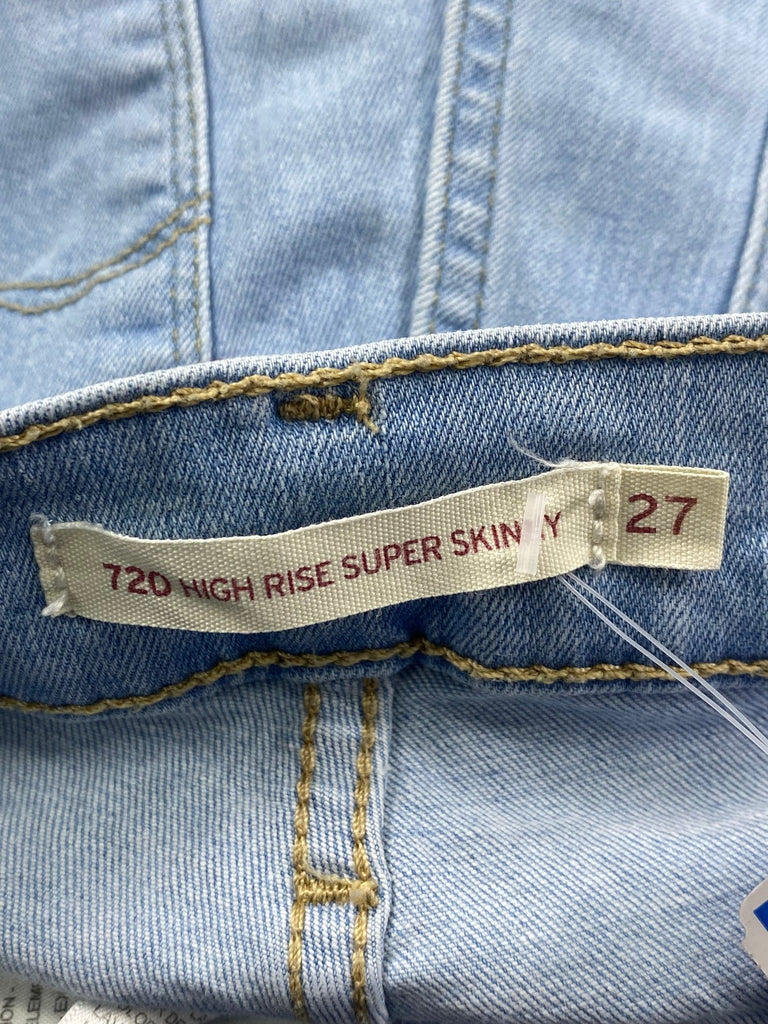 720 HIGH RISE SUPER SKINNY
27